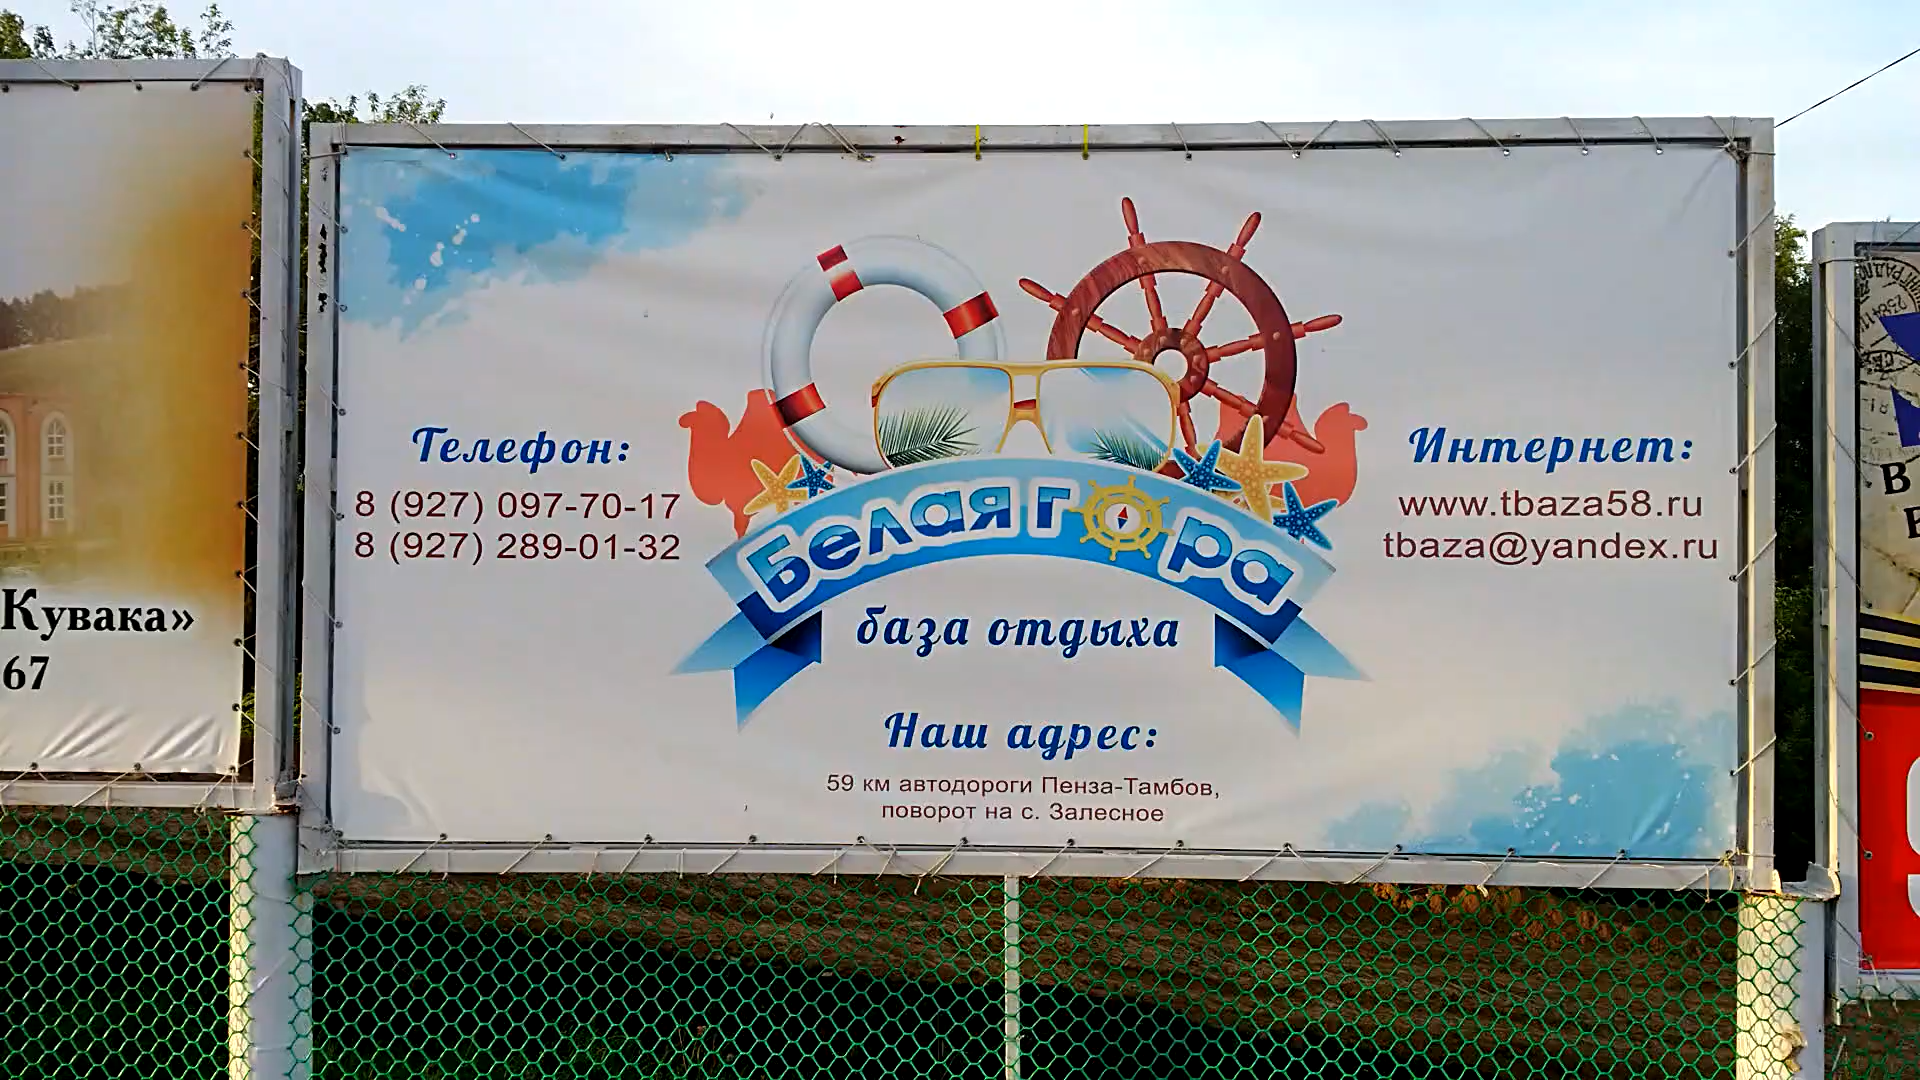 Кувака»
67
Телефон:
8 (927) 097-70-17
8 (927) 289-01-32
Белая гора
база отдыха
Наш адрес:
59 км автодороги Пенза-Тамбов,
поворот на с. Залесное
Интернет:
www.tbaza58.ru
tbaza@yandex.ru
В